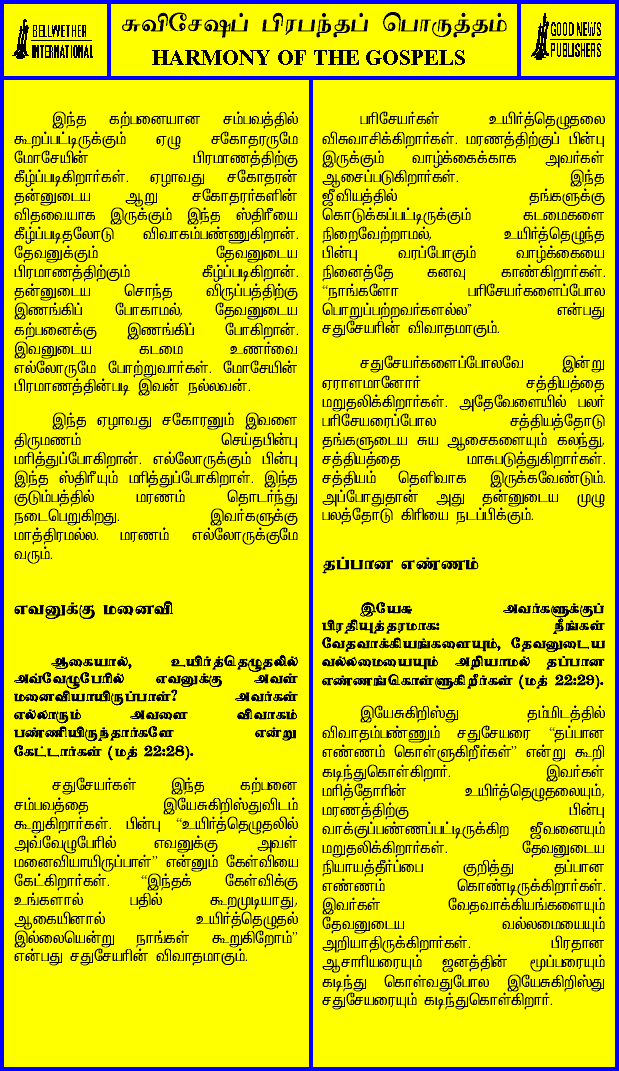 BELLWETHER
INTERNATIONAL
சுவிசேஷப் பிரபந்தப் பொருத்தம்
HARMONY OF THE GOSPELS
GOOD NEWS
PUBLISHERS
இந்த கற்பனையான சம்பவத்தில்
கூறப்பட்டிருக்கும் ஏழு சகோதரருமே
மோசேயின் பிரமாணத்திற்கு
கீழ்ப்படிகிறார்கள். ஏழாவது சகோதரன்
தன்னுடைய ஆறு சகோதரர்களின்
விதவையாக இருக்கும் இந்த ஸ்திரீயை
கீழ்ப்படிதலோடு விவாகம்பண்ணுகிறான்.
தேவனுக்கும் தேவனுடைய
பிரமாணத்திற்கும் கீழ்ப்படிகிறான்.
தன்னுடைய சொந்த விருப்பத்திற்கு
இணங்கிப் போகாமல், தேவனுடைய
கற்பனைக்கு இணங்கிப் போகிறான்.
இவனுடைய கடமை உணர்வை
எல்லோருமே போற்றுவார்கள். மோசேயின்
பிரமாணத்தின்படி இவன் நல்லவன்.
இந்த ஏழாவது சகோரனும் இவளை
திருமணம் செய்தபின்பு
மரித்துப்போகிறான். எல்லோருக்கும் பின்பு
இந்த ஸ்திரீயும் மரித்துப்போகிறாள். இந்த
குடும்பத்தில் மரணம் தொடர்ந்து
நடைபெறுகிறது. இவர்களுக்கு
மாத்திரமல்ல. மரணம் எல்லோருக்குமே
வரும்.
எவனுக்கு மனைவி
ஆகையால், உயிர்த்தெழுதலில்
அவ்வேழுபேரில் எவனுக்கு அவள்
மனைவியாயிருப்பாள்? அவர்கள்
எல்லாரும் அவளை விவாகம்
பண்ணியிருந்தார்களே என்று
கேட்டார்கள் (மத் 22:28).
சதுசேயர்கள் இந்த கற்பனை
சம்பவத்தை இயேசுகிறிஸ்துவிடம்
கூறுகிறார்கள். பின்பு “உயிர்த்தெழுதலில்
அவ்வேழுபேரில் எவனுக்கு அவள்
மனைவியாயிருப்பாள்” என்னும் கேள்வியை
கேட்கிறார்கள். “இந்தக் கேள்விக்கு
உங்களால் பதில் கூறமுடியாது,
ஆகையினால் உயிர்த்தெழுதல்
இல்லையென்று நாங்கள் கூறுகிறோம்”
என்பது சதுசேயரின் விவாதமாகும்.
பரிசேயர்கள் உயிர்த்தெழுதலை
விசுவாசிக்கிறார்கள். மரணத்திற்குப் பின்பு
இருக்கும் வாழ்க்கைக்காக அவர்கள்
ஆசைப்படுகிறார்கள். இந்த
ஜீவியத்தில் தங்களுக்கு
கொடுக்கப்பட்டிருக்கும் கடமைகளை
நிறைவேற்றாமல், உயிர்த்தெழுந்த
பின்பு வரப்போகும் வாழ்க்கையை
நினைத்தே கனவு காண்கிறார்கள்.
“நாங்களோ பரிசேயர்களைப்போல
பொறுப்பற்றவர்களல்ல” என்பது
சதுசேயரின் விவாதமாகும்.
சதுசேயர்களைப்போலவே இன்று
ஏராளமானோர் சத்தியத்தை
மறுதலிக்கிறார்கள். அதேவேளையில் பலர்
பரிசேயரைப்போல சத்தியத்தோடு
தங்களுடைய சுய ஆசைகளையும் கலந்து,
சத்தியத்தை மாசுபடுத்துகிறார்கள்.
சத்தியம் தெளிவாக இருக்கவேண்டும்.
அப்போதுதான் அது தன்னுடைய முழு
பலத்தோடு கிரியை நடப்பிக்கும்.
தப்பான எண்ணம்
இயேசு அவர்களுக்குப்
பிரதியுத்தரமாக: நீங்கள்
வேதவாக்கியங்களையும், தேவனுடைய
வல்லமையையும் அறியாமல் தப்பான
எண்ணங்கொள்ளுகிறீர்கள் (மத் 22:29).
இயேசுகிறிஸ்து தம்மிடத்தில்
விவாதம்பண்ணும் சதுசேயரை “தப்பான
எண்ணம் கொள்ளுகிறீர்கள்” என்று கூறி
கடிந்துகொள்கிறார். இவர்கள்
மரித்தோரின் உயிர்த்தெழுதலையும்,
மரணத்திற்கு பின்பு
வாக்குப்பண்ணப்பட்டிருக்கிற ஜீவனையும்
மறுதலிக்கிறார்கள். தேவனுடைய
நியாயத்தீர்ப்பை குறித்து தப்பான
எண்ணம் கொண்டிருக்கிறார்கள்.
இவர்கள் வேதவாக்கியங்களையும்
தேவனுடைய வல்லமையையும்
அறியாதிருக்கிறார்கள். பிரதான
ஆசாரியரையும் ஜனத்தின் மூப்பரையும்
கடிந்து கொள்வதுபோல இயேசுகிறிஸ்து
சதுசேயரையும் கடிந்துகொள்கிறார்.